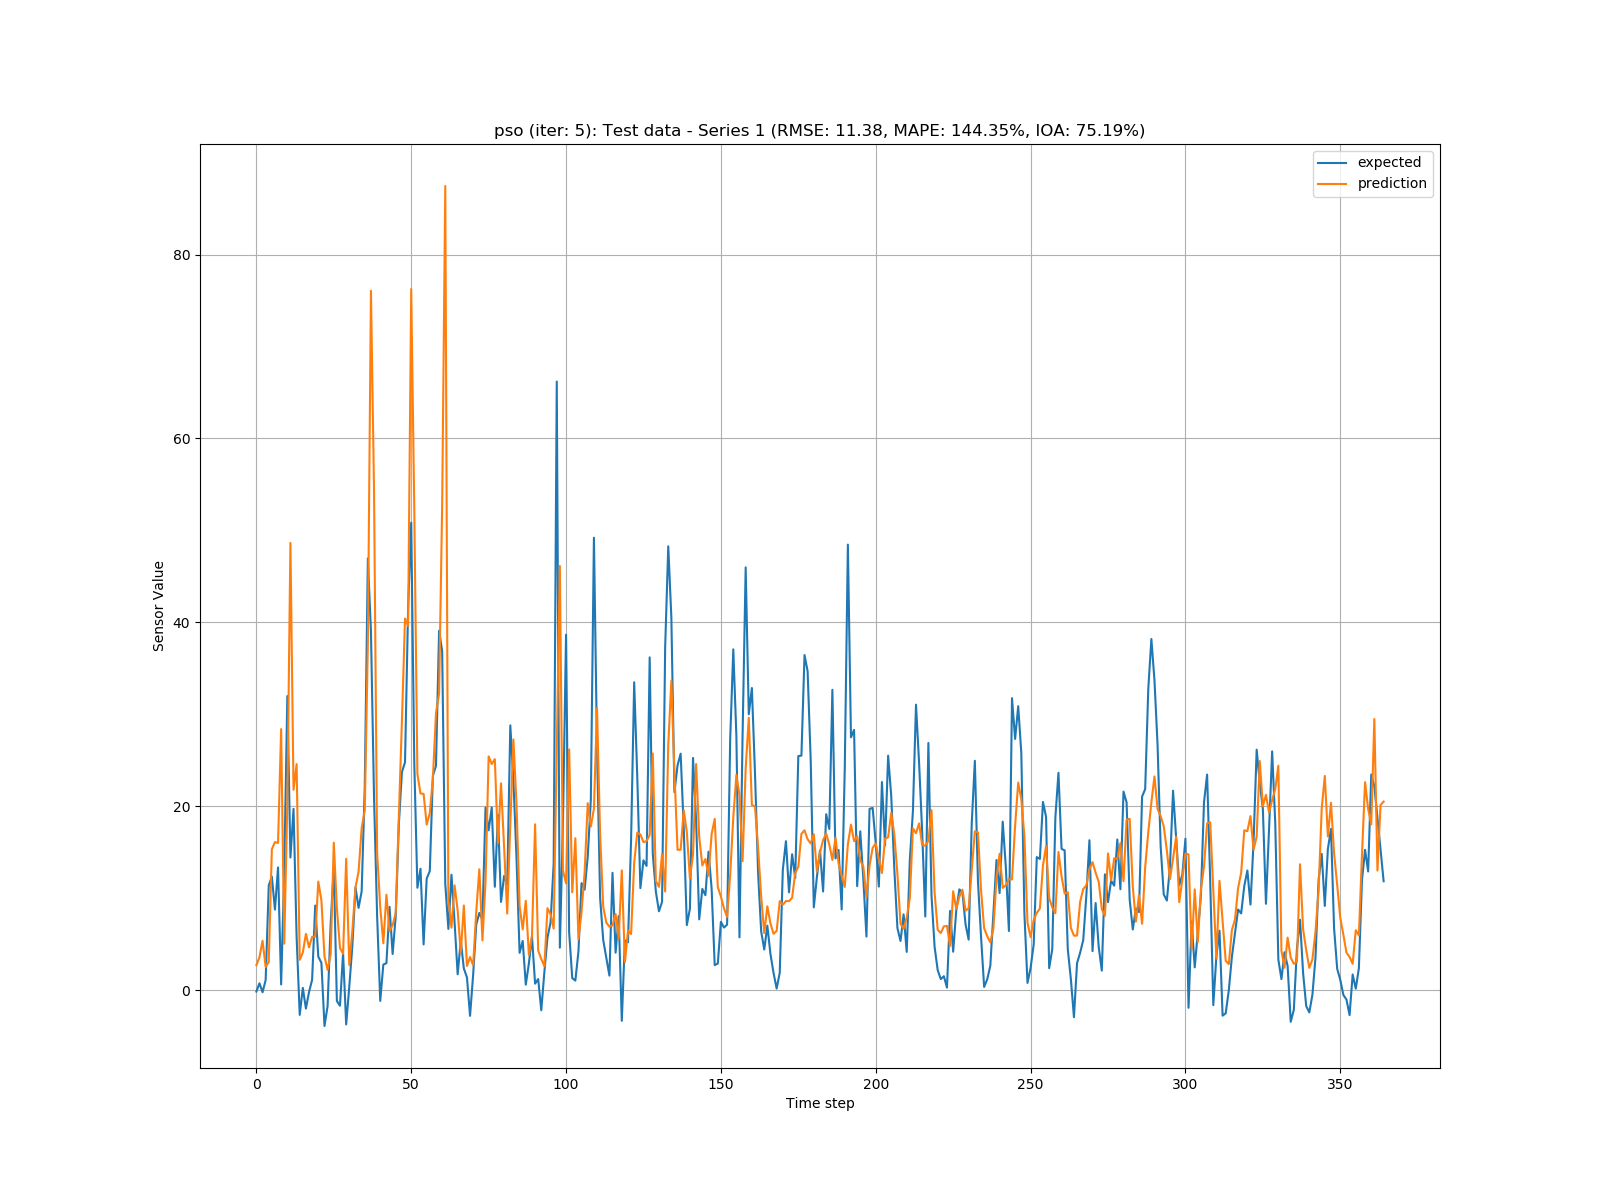 pso (iter: 5): Test data - Series 1 (RMSE: 11.38, MAPE: 144.35%, IOA: 75.19%)
expected
prediction
80
60
40
20
0
Sensor Value
0 50 100 150 200 250 300 350
Time step